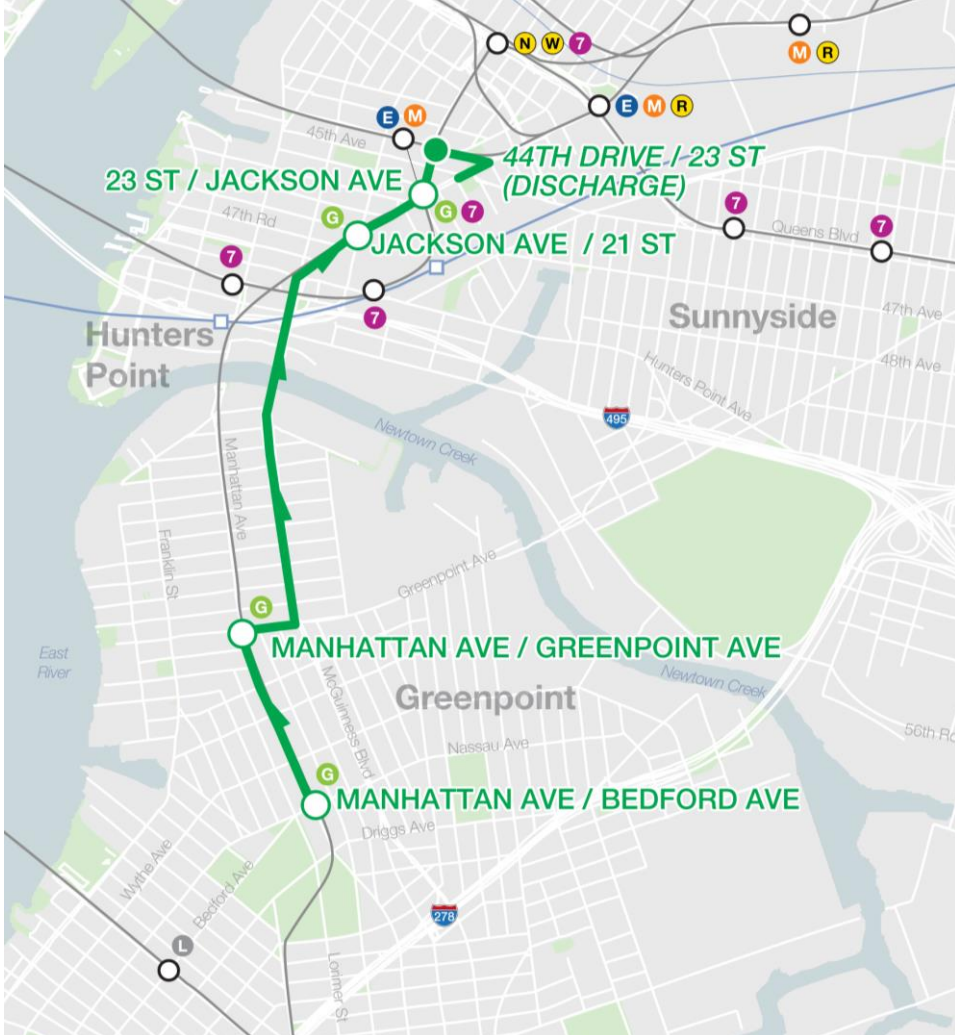 N W 7
M R
E M
E M R
45th Ave
44TH DRIVE / 23 ST
(DISCHARGE)
23 ST / JACKSON AVE
G 7
47th Rd
G
JACKSON AVE / 21 ST
7
Queens Blvd
7
7
7
47th Ave
Hunters
Point
Sunnyside
48th Ave
Hunters Point Ave
495
Newtown Creek
Manhattan Ave
Franklin St
Greenpoint Ave
G
MANHATTAN AVE / GREENPOINT AVE
East
River
McGuinness Blvd
Newtown Creek
Greenpoint
56th Rd
Nassau Ave
G
MANHATTAN AVE / BEDFORD AVE
Driggs Ave
Wythe Ave
Bedford Ave
278
L
Lorimer St